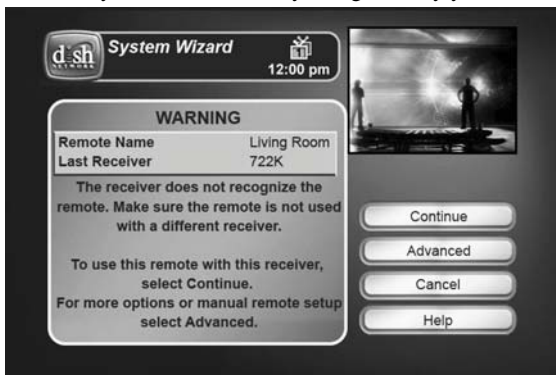 dish
NETWORK
System Wizard
12:00 pm
WARNING
Remote Name Living Room
Last Receiver 722K
The receiver does not recognize the
remote. Make sure the remote is not used
with a different receiver.
To use this remote with this receiver,
select Continue.
For more options or manual remote setup
select Advanced.
Continue
Advanced
Cancel
Help